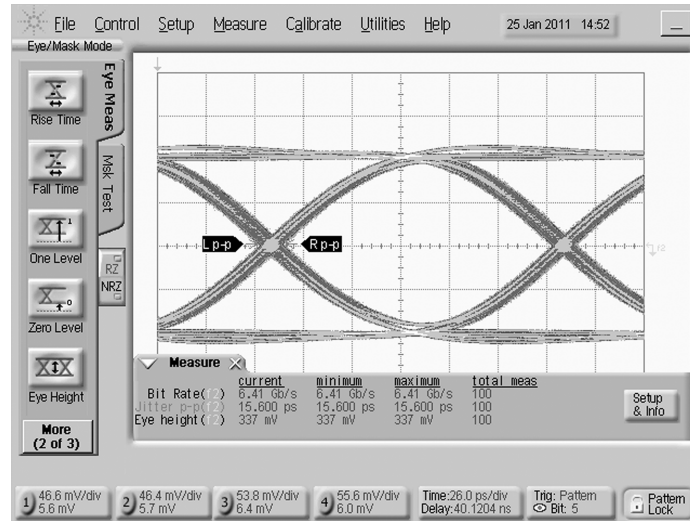 File Control Setup Measure Calibrate Utilities Help 25 Jan 2011 14:52
Eye/Mask Mode
Eye Meas
Msk Test
Rise Time
Fall Time
One Level
Zero Level
Eye Height
RZ
NRZ
More
(2 of 3)
L p-p
R p-p
Measure
current minimum maximum total meas
Bit Rate(f2) 6.41 Gb/s 6.41 Gb/s 6.41 Gb/s 100
Jitter p-p(f2) 15.600 ps 15.600 ps 15.600 ps 100
Eye height(f2) 337 mV 337 mV 337 mV 100
Setup
& Info
1 46.6 mV/div 2 46.4 mV/div 3 53.8 mV/div 4 55.6 mV/div Time:26.0 ps/div Trig: Pattern Pattern
5.6 mV 5.7 mV 6.4 mV 6.0 mV Delay:40.1204 ns Bit: 5 Lock